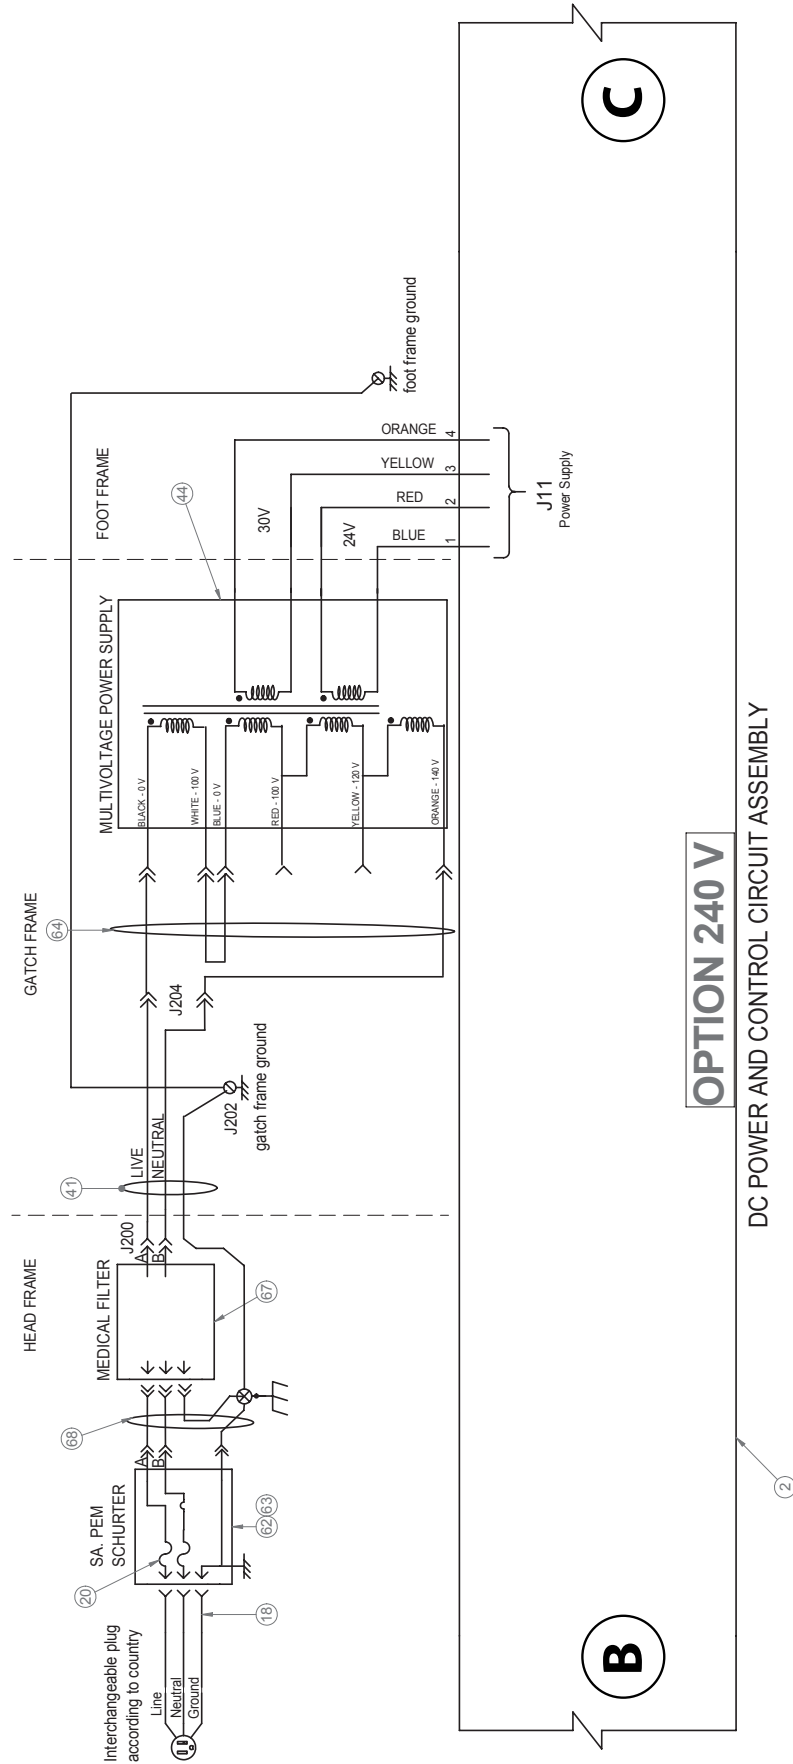 HEAD FRAME
GATCH FRAME
FOOT FRAME
Interchangeable plug
according to country
Line
Neutral
Ground
20
18
SA. PEM
SCHURTER
A
B
62
63
68
MEDICAL FILTER
67
J200
A
B
41
LIVE
NEUTRAL
J202
gatch frame ground
J204
64
MULTIVOLTAGE POWER SUPPLY
BLACK - 0 V
WHITE - 100 V
BLUE - 0 V
RED - 100 V
YELLOW - 120 V
ORANGE - 140 V
44
30V
24V
ORANGE
4
YELLOW
3
RED
2
BLUE
1
J11
Power Supply
foot frame ground
B
C
OPTION 240 V
DC POWER AND CONTROL CIRCUIT ASSEMBLY
2